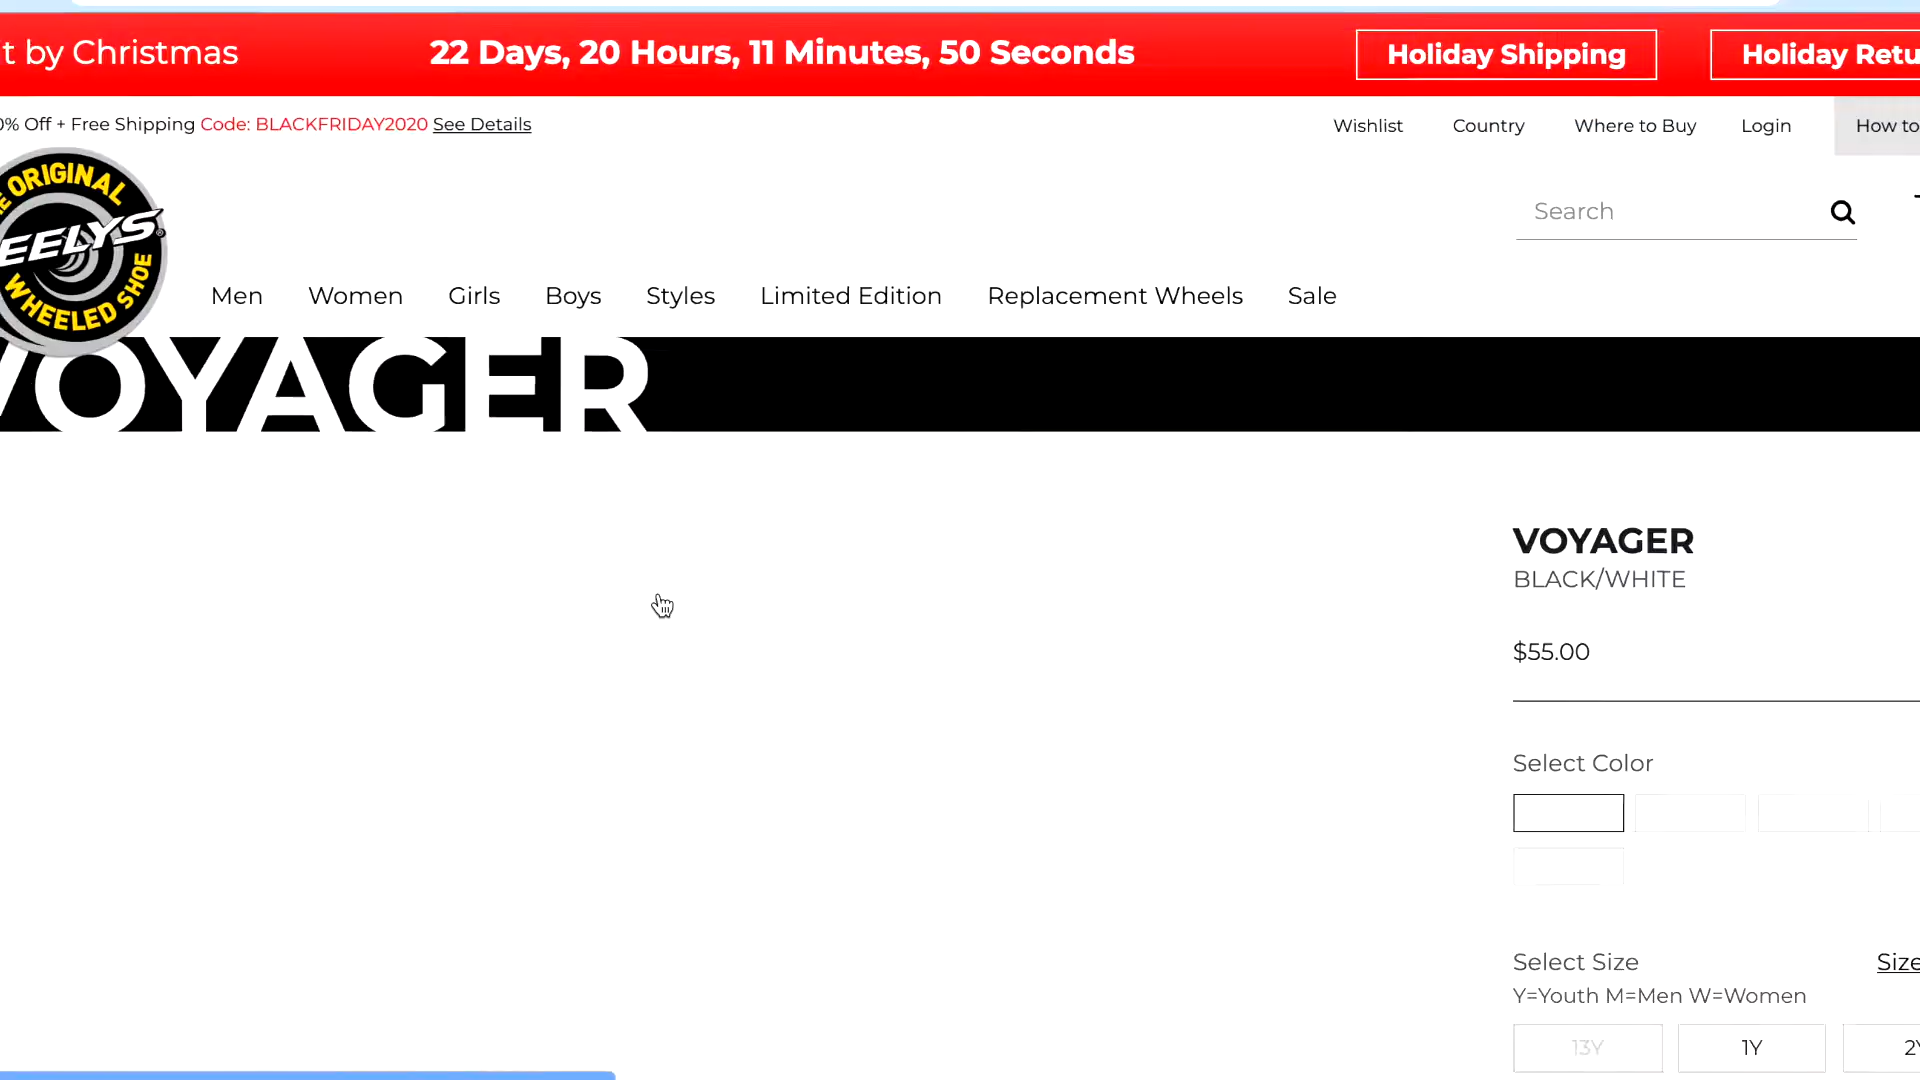 t by Christmas
22 Days, 20 Hours, 11 Minutes, 50 Seconds
Holiday Shipping
Holiday Retu
0% Off + Free Shipping Code: BLACKFRIDAY2020 See Details
Wishlist
Country
Where to Buy
Login
How to
ORIGINAL
EELYS®
WHEELED SHOE
Search
Men
Women
Girls
Boys
Styles
Limited Edition
Replacement Wheels
Sale
VOYAGER
VOYAGER
BLACK/WHITE
$55.00
Select Color
Select Size
Size
Y=Youth M=Men W=Women
13Y
1Y
2Y